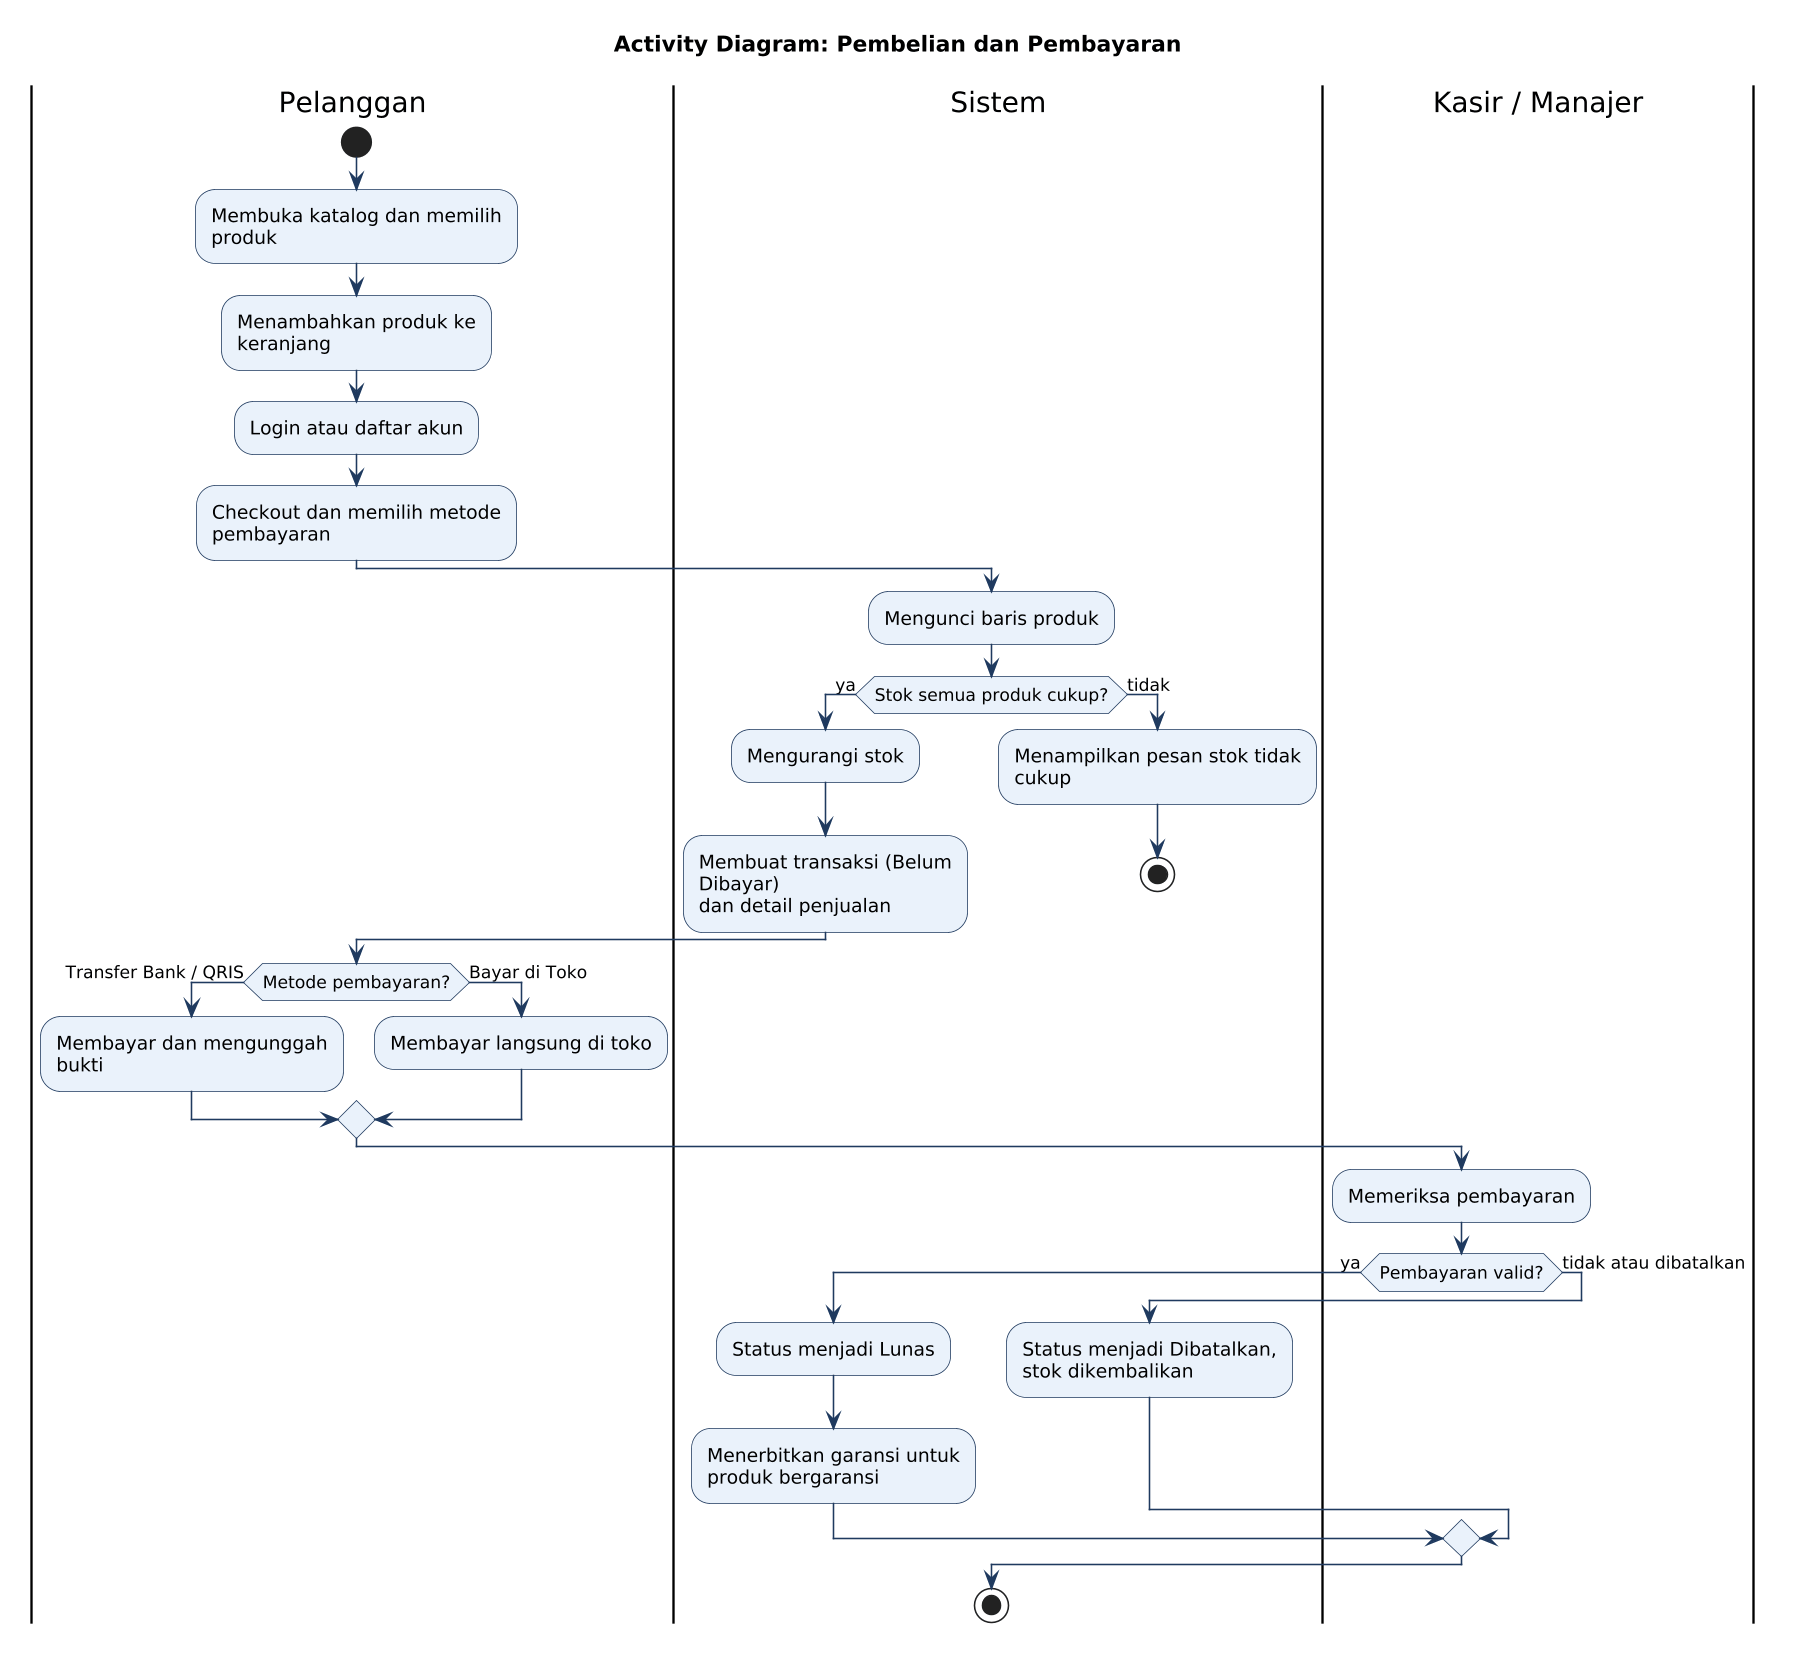 Activity Diagram: Pembelian dan Pembayaran
Pelanggan
Sistem
Kasir / Manajer
Membuka katalog dan memilih
produk
Menambahkan produk ke
keranjang
Login atau daftar akun
Checkout dan memilih metode
pembayaran
Mengunci baris produk
ya
Stok semua produk cukup?
tidak
Mengurangi stok
Menampilkan pesan stok tidak
cukup
Membuat transaksi (Belum
Dibayar)
dan detail penjualan
Transfer Bank / QRIS
Metode pembayaran?
Bayar di Toko
Membayar dan mengunggah
bukti
Membayar langsung di toko
Memeriksa pembayaran
ya
Pembayaran valid?
tidak atau dibatalkan
Status menjadi Lunas
Status menjadi Dibatalkan,
stok dikembalikan
Menerbitkan garansi untuk
produk bergaransi